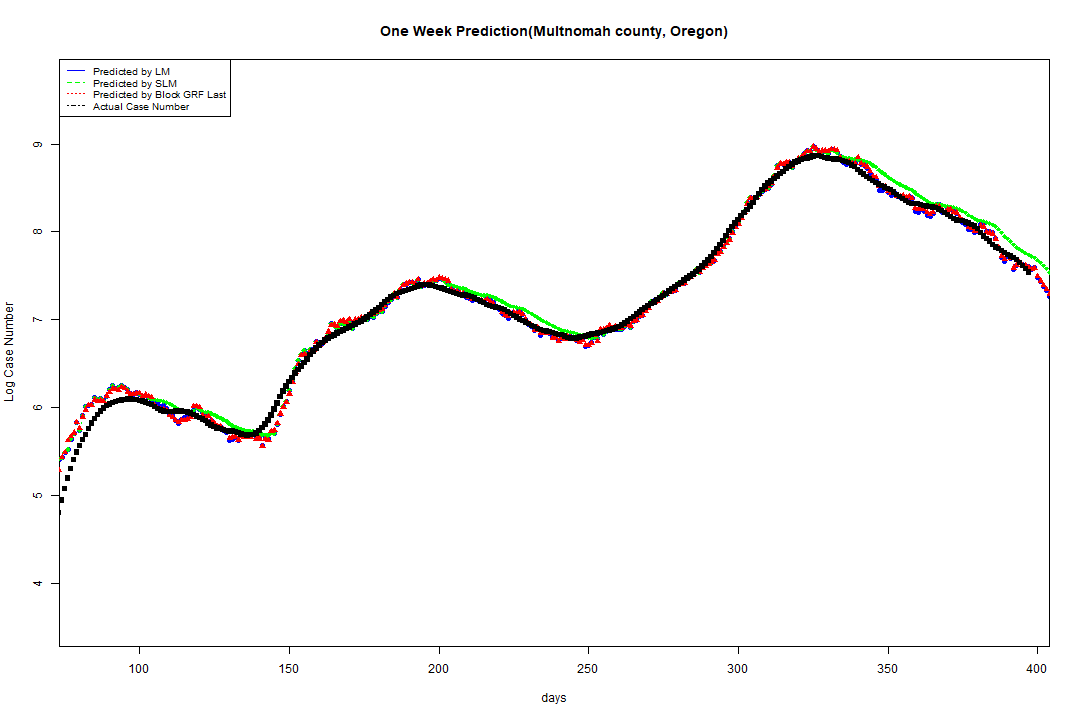 One Week Prediction(Multnomah county, Oregon)
Predicted by LM
Predicted by SLM
Predicted by Block GRF Last
Actual Case Number
9
8
7
6
5
4
Log Case Number
100 150 200 250 300 350 400
days